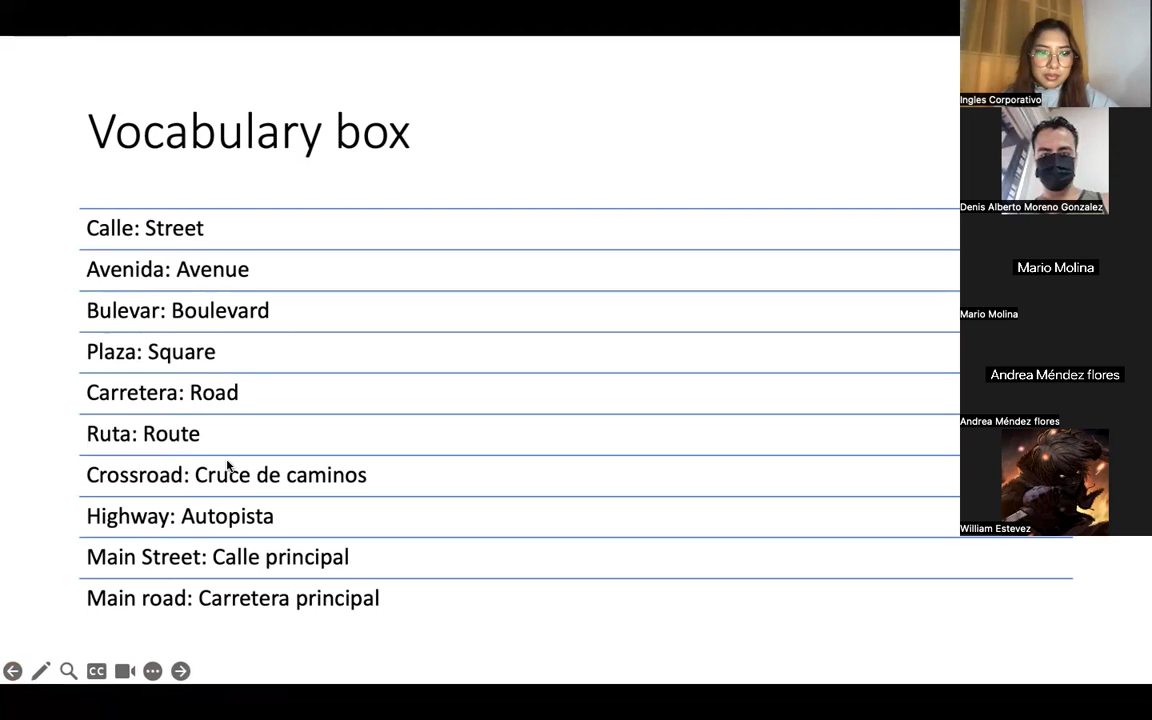 Vocabulary box
Calle: Street
Avenida: Avenue
Bulevar: Boulevard
Plaza: Square
Carretera: Road
Ruta: Route
Crossroad: Cruce de caminos
Highway: Autopista
Main Street: Calle principal
Main road: Carretera principal
CC
Ingles Corporativo
Denis Alberto Moreno Gonzalez
Mario Molina
Mario Molina
Andrea Méndez flores
Andrea Méndez flores
William Estevez